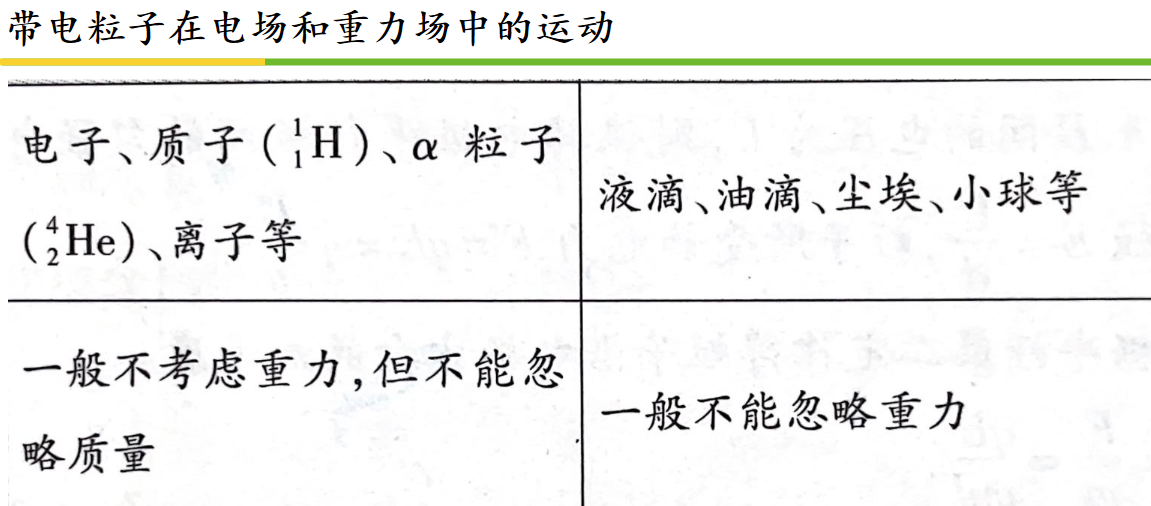 带电粒子在电场和重力场中的运动
电子、质子(¹₁H)、α 粒子
(⁴₂He)、离子等
液滴、油滴、尘埃、小球等
一般不考虑重力,但不能忽
略质量
一般不能忽略重力